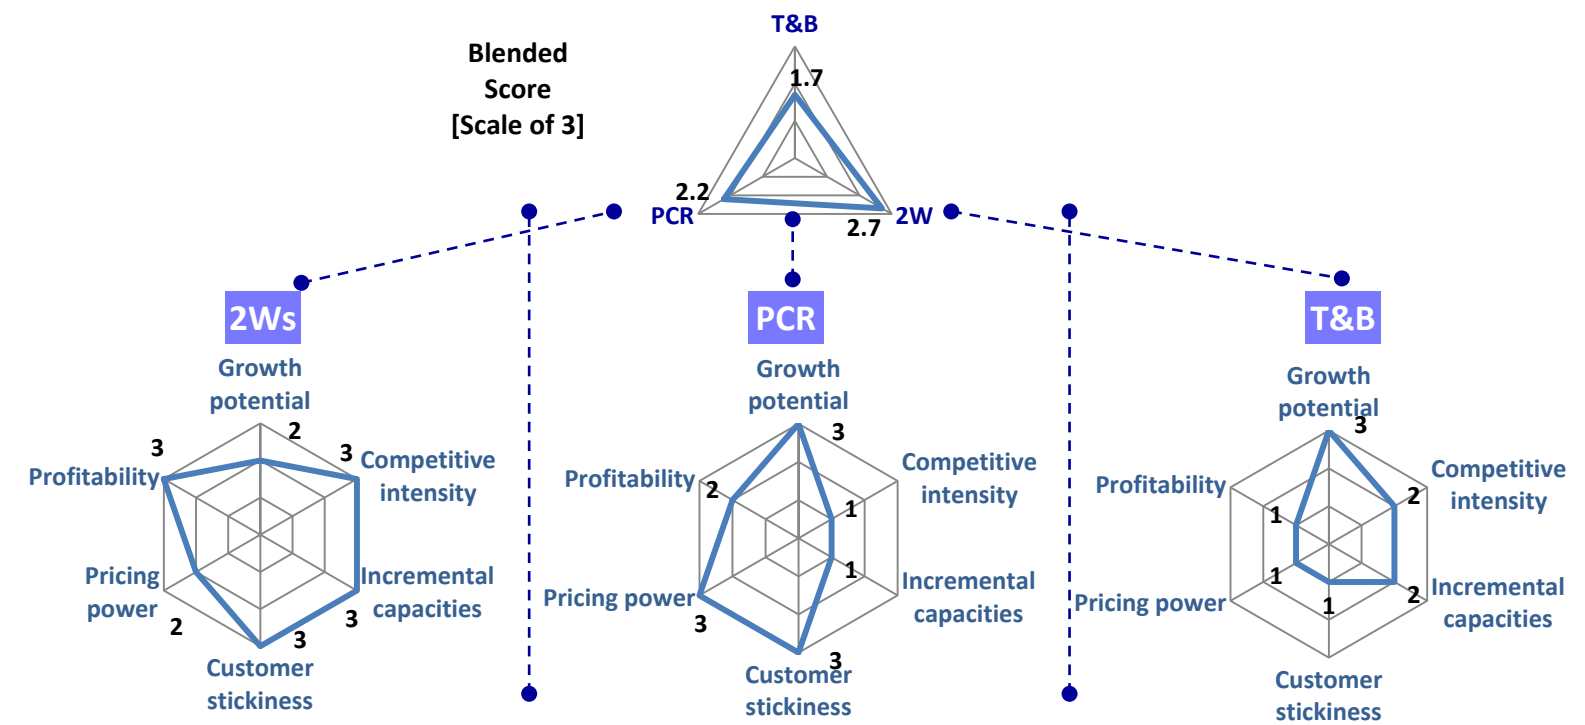 T&B
Blended
Score
[Scale of 3]
1.7
2.2
PCR
2W
2.7
2Ws
Growth
potential
2
3
3
Profitability
Competitive
intensity
Pricing
power
Incremental
capacities
2
3
3
Customer
stickiness
PCR
Growth
potential
3
Profitability
2
Competitive
intensity
1
1
Pricing power
Incremental
capacities
3
3
Customer
stickiness
T&B
Growth
potential
3
Profitability
Competitive
intensity
2
1
1
Pricing power
Incremental
capacities
2
1
Customer
stickiness